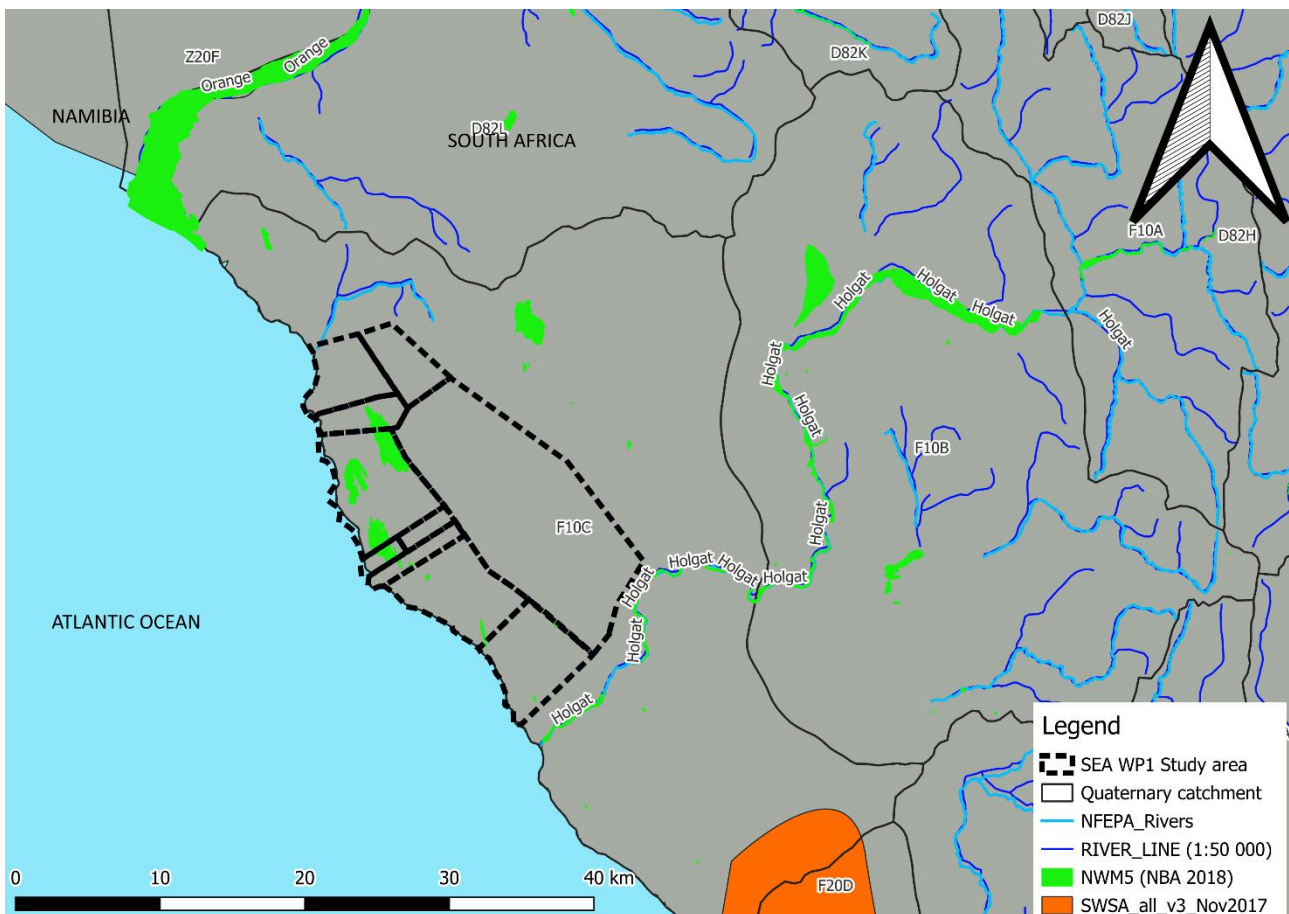 D82J
Z20F
D82K
Orange
Orange
NAMIBIA
D82L
SOUTH AFRICA
F10A
D82H
Holgat
Holgat
Holgat
Holgat
Holgat
Holgat
F10B
F10C
Holgat
Holgat
Holgat
Holgat
Holgat
Holgat
ATLANTIC OCEAN
Holgat
Legend
SEA WP1 Study area
Quaternary catchment
NFEPA_Rivers
RIVER_LINE (1:50 000)
NWM5 (NBA 2018)
SWSA_all_v3_Nov2017
F20D
0 10 20 30 40 km